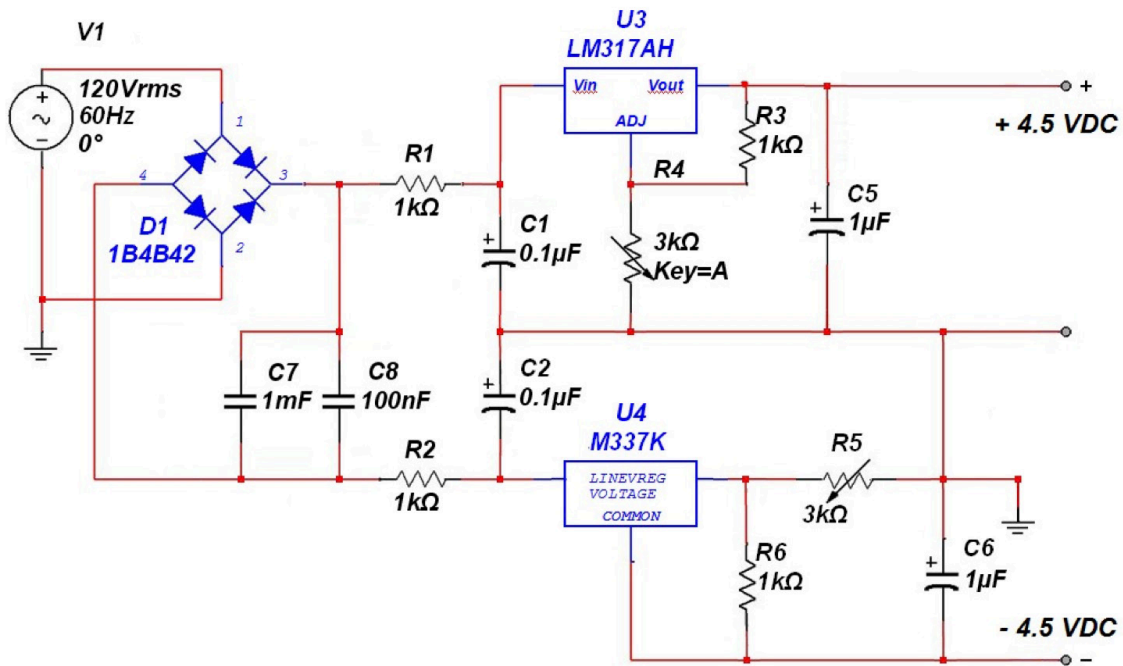 V1
120Vrms
60Hz
0°
+
−
1
4
3
2
D1
1B4B42
R1
1kΩ
U3
LM317AH
Vin
Vout
ADJ
R3
1kΩ
R4
3kΩ
Key=A
C1
+
0.1µF
C5
+
1µF
+
+ 4.5 VDC
C7
1mF
C8
100nF
C2
+
0.1µF
R2
1kΩ
U4
M337K
LINEVREG
VOLTAGE
COMMON
R5
3kΩ
R6
1kΩ
C6
+
1µF
- 4.5 VDC
−